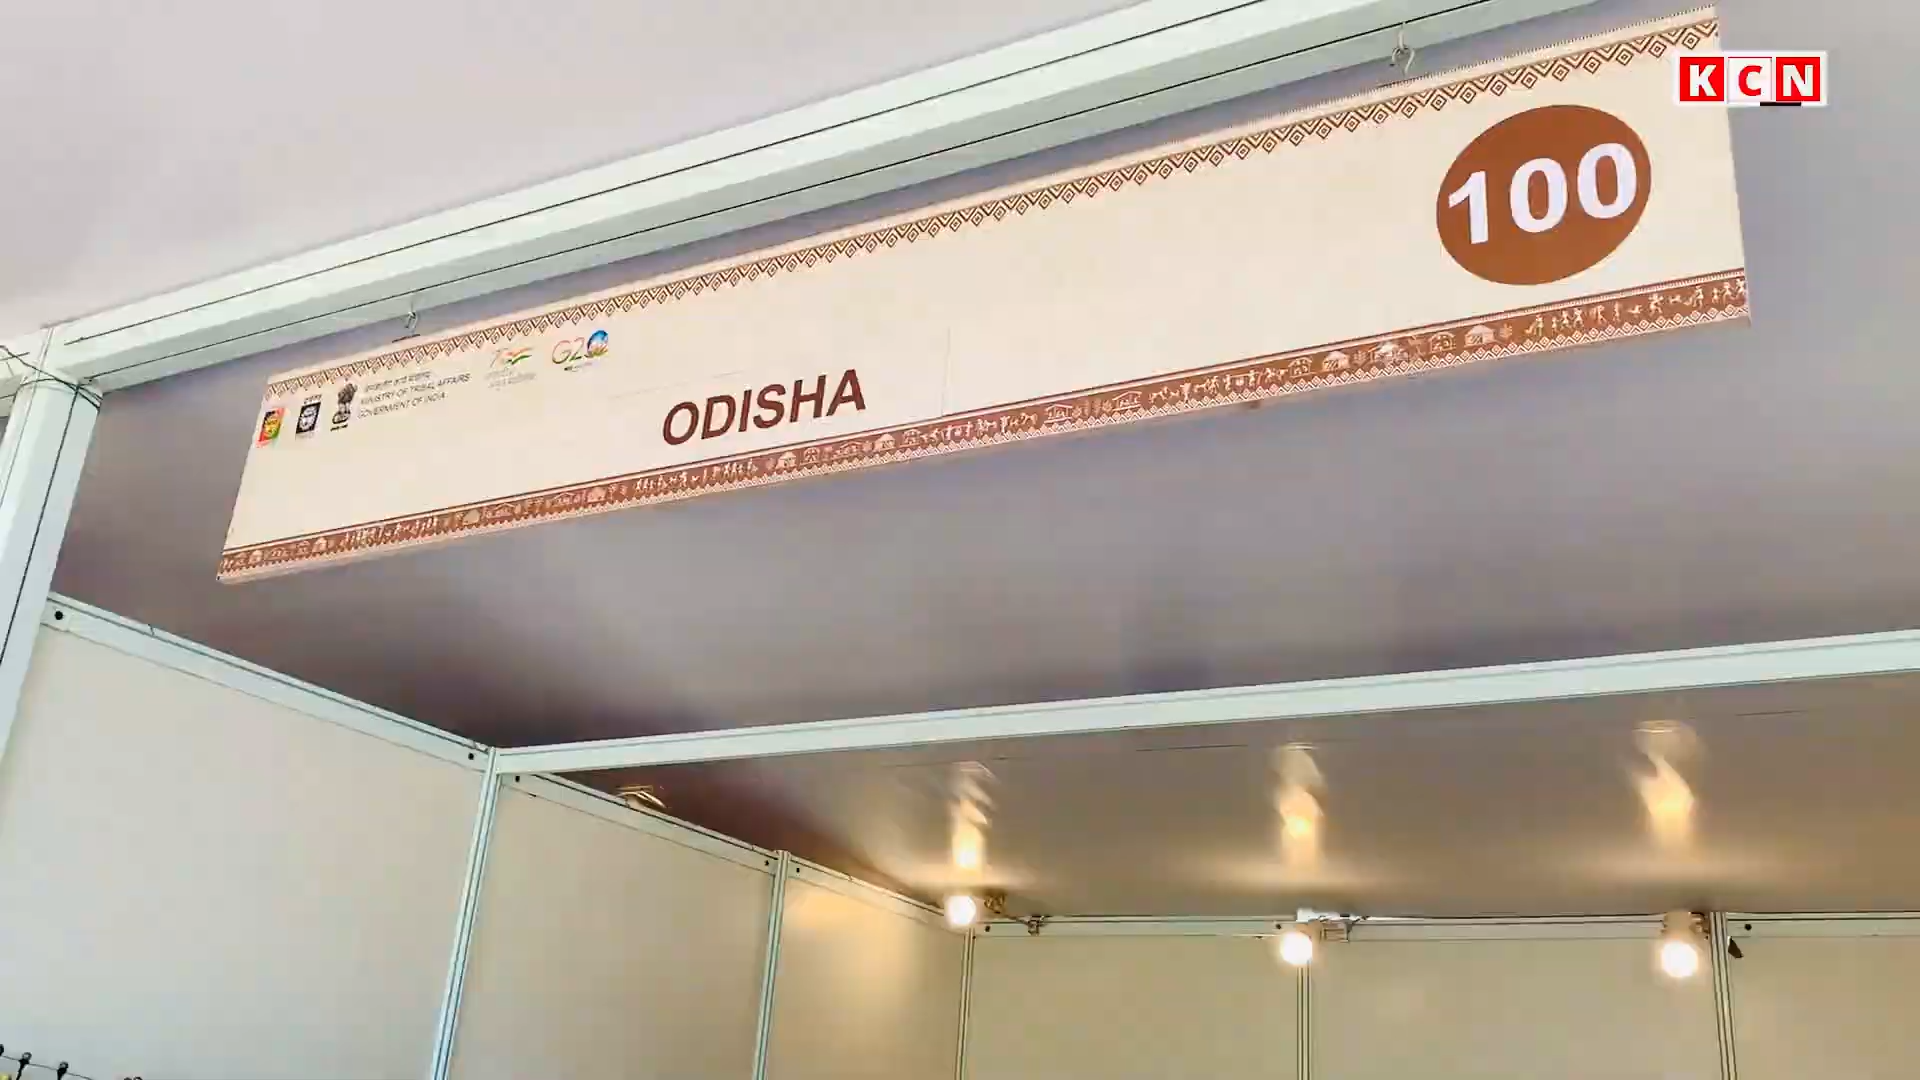 KCN
100
MINISTRY OF TRIBAL AFFAIRS
GOVERNMENT OF INDIA
G20
ODISHA